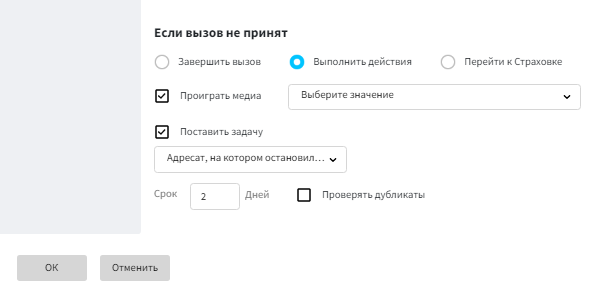 Если вызов не принят
Завершить вызов Выполнить действия Перейти к Страховке
Проиграть медиа Выберите значение
Поставить задачу
Адресат, на котором остановил...
Срок 2 Дней Проверять дубликаты
ОК Отменить